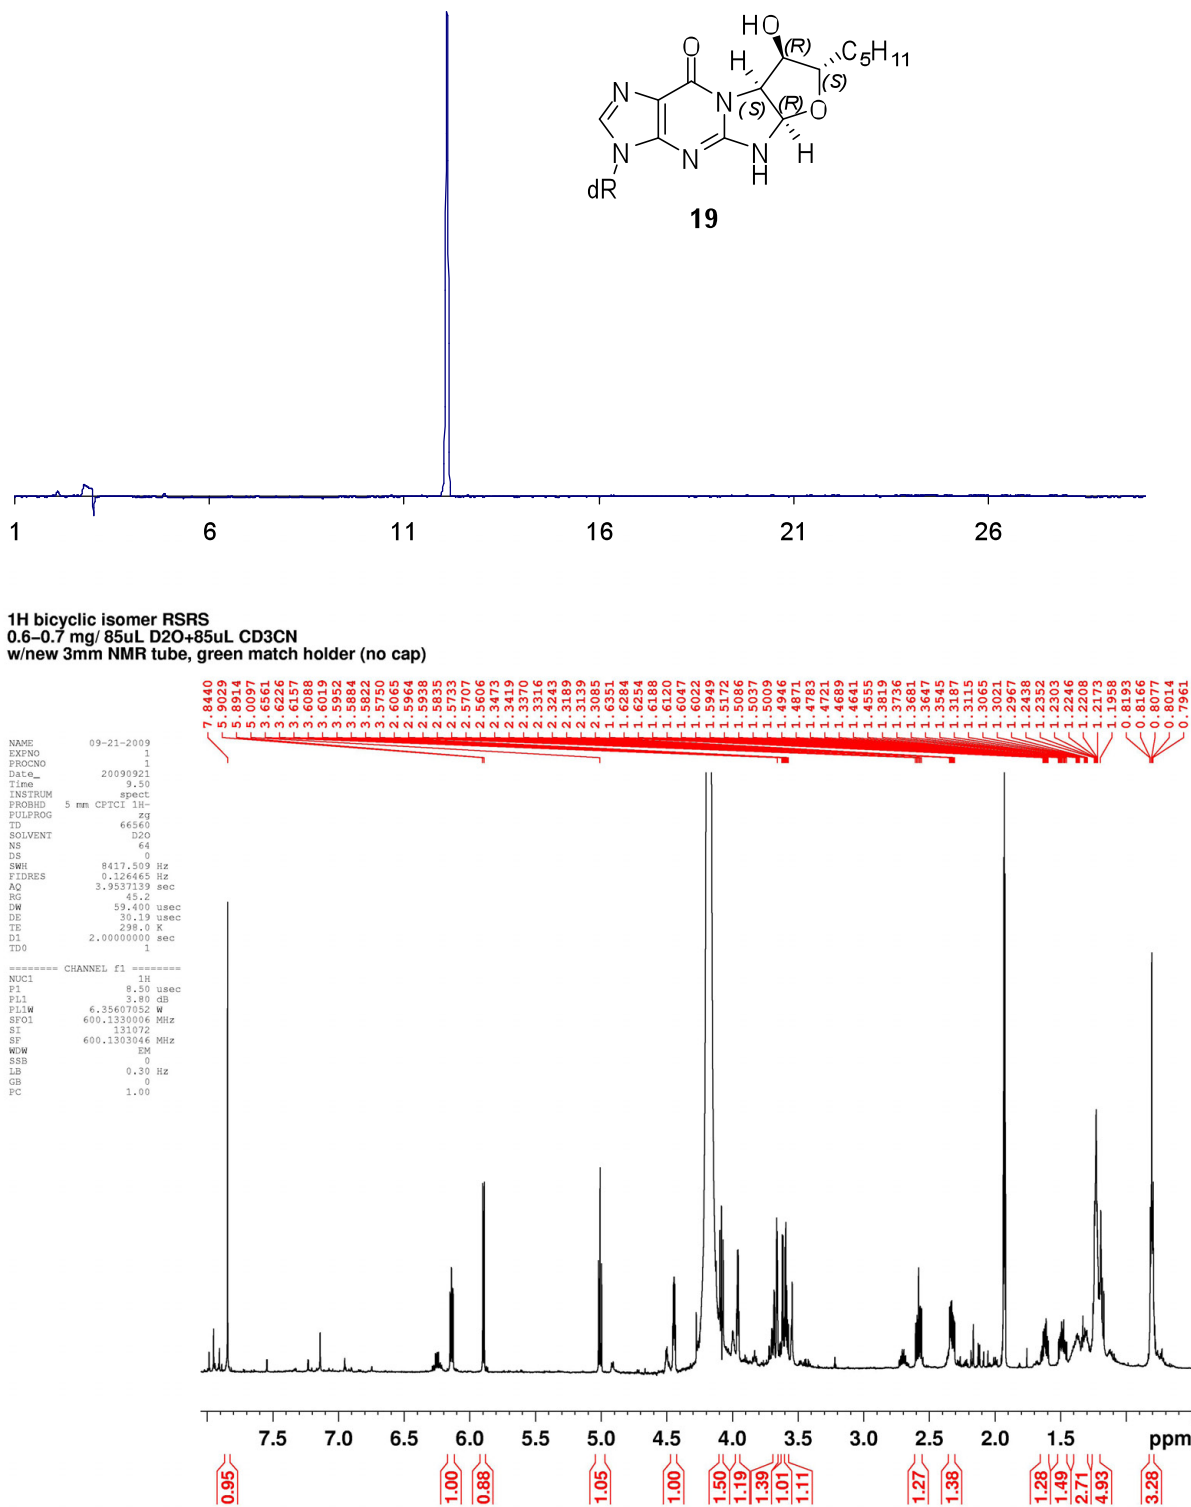 HO
(R)
C5H11
O
H
(S)
N
N
(S)
(R)
O
N
N
N
H
H
dR
19
1 6 11 16 21 26
1H bicyclic isomer RSRS
0.6-0.7 mg/ 85uL D2O+85uL CD3CN
w/new 3mm NMR tube, green match holder (no cap)
7.8440
5.9029
5.8914
5.0097
3.6561
3.6226
3.6157
3.6088
3.6019
3.5952
3.5884
3.5822
3.5750
2.6065
2.5964
2.5938
2.5835
2.5733
2.5707
2.5606
2.3473
2.3419
2.3370
2.3316
2.3243
2.3189
2.3139
2.3085
1.6351
1.6284
1.6254
1.6188
1.6120
1.6047
1.6022
1.5949
1.5172
1.5086
1.5037
1.5009
1.4946
1.4871
1.4783
1.4721
1.4689
1.4641
1.4555
1.3819
1.3736
1.3681
1.3647
1.3545
1.3187
1.3115
1.3065
1.3021
1.2967
1.2438
1.2352
1.2303
1.2246
1.2208
1.2173
1.1958
0.8193
0.8166
0.8077
0.8014
0.7961
NAME 09-21-2009
EXPNO 1
PROCNO 1
Date_ 20090921
Time 9.50
INSTRUM spect
PROBHD 5 mm CPTCI 1H-
PULPROG zg
TD 66560
SOLVENT D2O
NS 64
DS 0
SWH 8417.509 Hz
FIDRES 0.126465 Hz
AQ 3.9537139 sec
RG 45.2
DW 59.400 usec
DE 30.19 usec
TE 298.0 K
D1 2.00000000 sec
TD0 1
======== CHANNEL f1 ========
NUC1 1H
P1 8.50 usec
PL1 3.80 dB
PL1W 6.35607052 W
SFO1 600.1330006 MHz
SI 131072
SF 600.1303046 MHz
WDW EM
SSB 0
LB 0.30 Hz
GB 0
PC 1.00
7.5 7.0 6.5 6.0 5.5 5.0 4.5 4.0 3.5 3.0 2.5 2.0 1.5 ppm
0.95
1.00
0.88
1.05
1.00
1.50
1.19
1.39
1.01
1.11
1.27
1.38
1.28
1.49
2.71
4.93
3.28